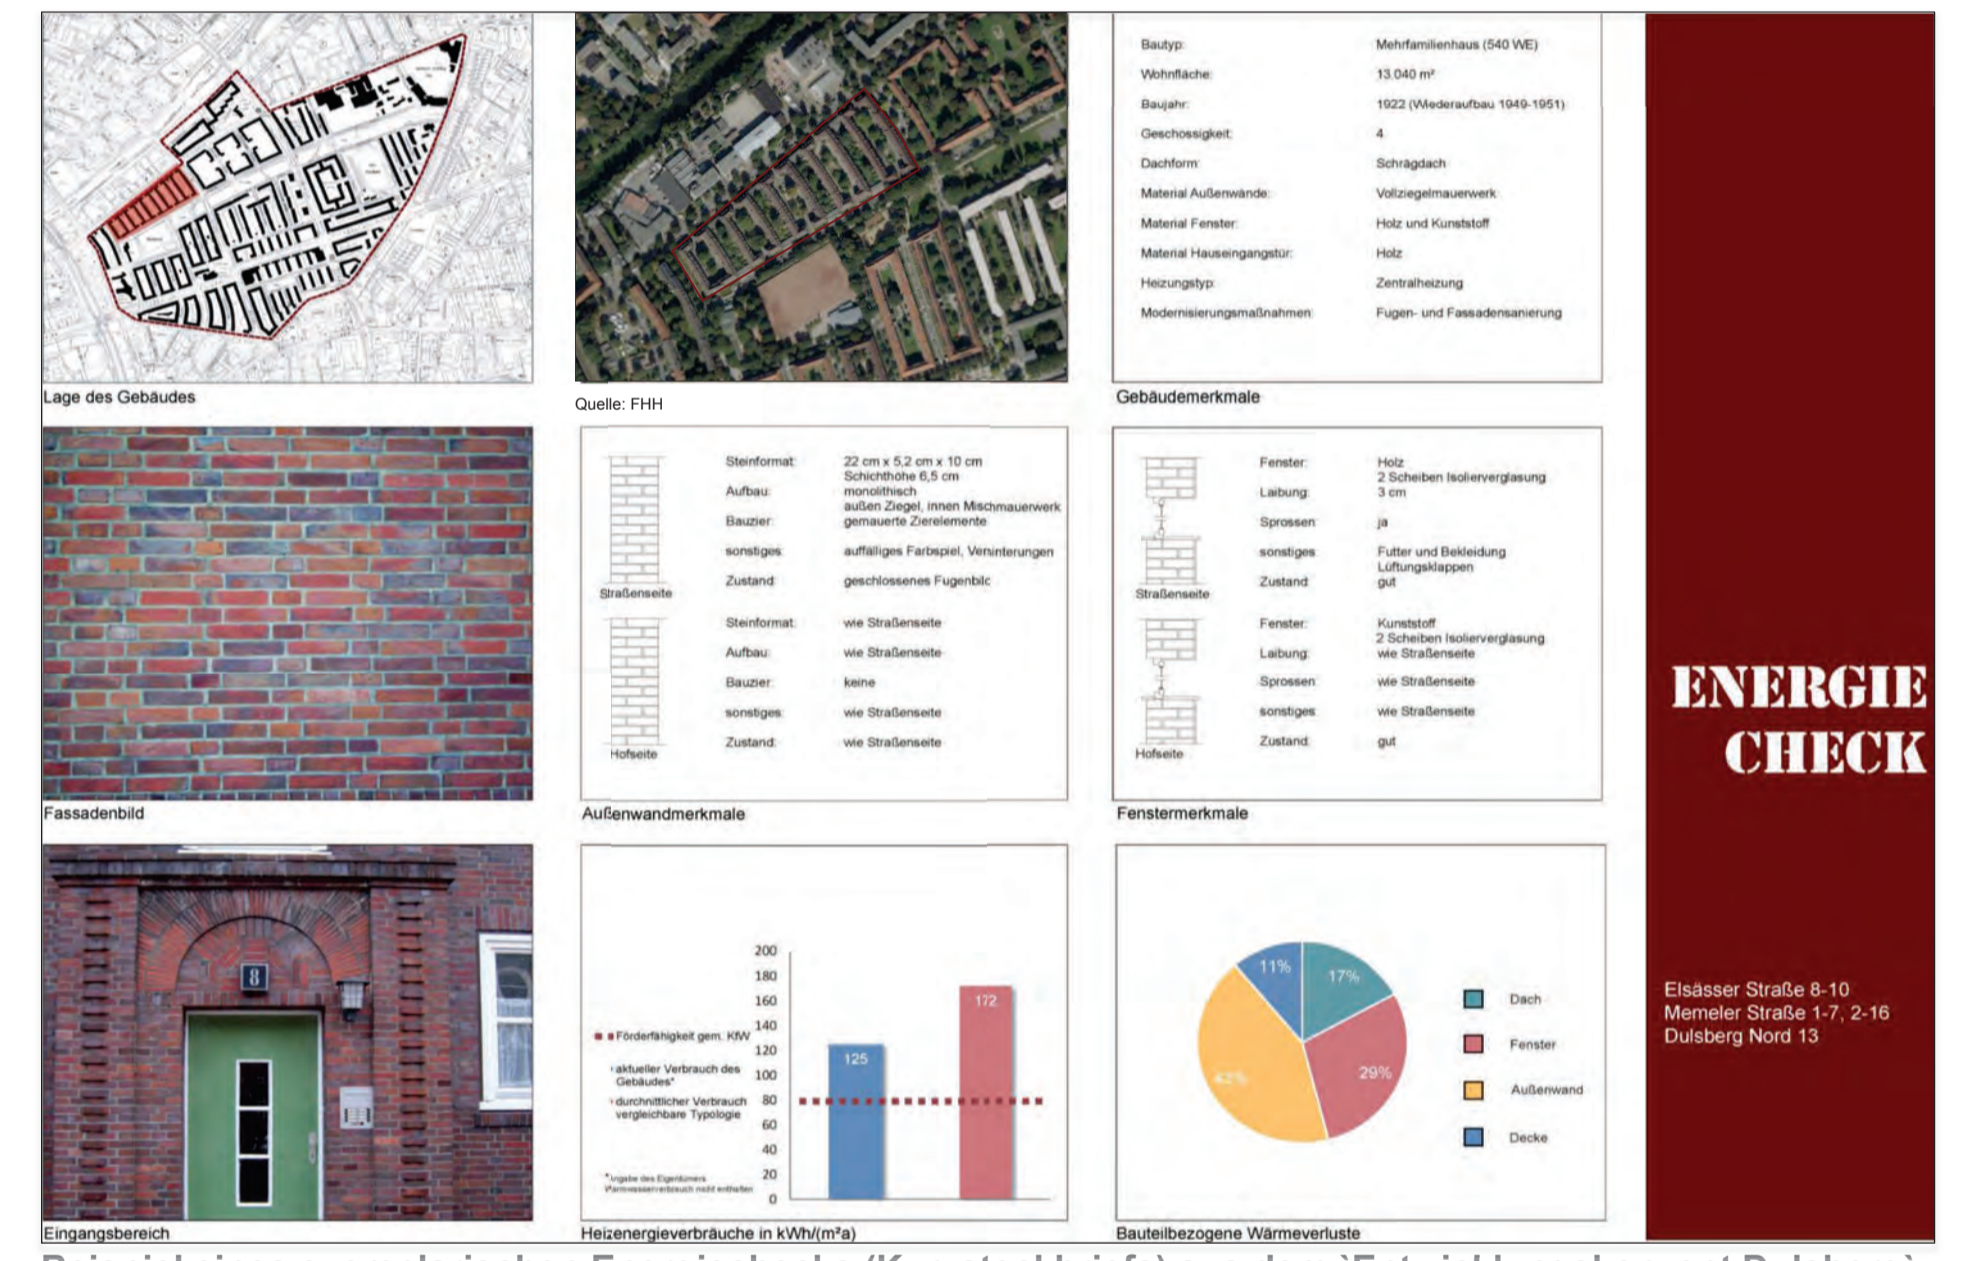 Lage des Gebäudes
Quelle: FHH
Bautyp: Mehrfamilienhaus (540 WE)
Wohnfläche: 13.040 m²
Baujahr: 1922 (Wiederaufbau 1949-1951)
Geschossigkeit: 4
Dachform: Schrägdach
Material Außenwände: Vollziegelmauerwerk
Material Fenster: Holz und Kunststoff
Material Hauseingangstür: Holz
Heizungstyp: Zentralheizung
Modernisierungsmaßnahmen: Fugen- und Fassadensanierung
Gebäudemerkmale
Fassadenbild
Steinformat: 22 cm x 5,2 cm x 10 cm
Schichthöhe 6,5 cm
Aufbau: monolithisch
außen Ziegel, innen Mischmauerwerk
Bauzier: gemauerte Zierelemente
sonstiges: auffälliges Farbspiel, Versinterungen
Zustand: geschlossenes Fugenbild
Straßenseite
Steinformat: wie Straßenseite
Aufbau: wie Straßenseite
Bauzier: keine
sonstiges: wie Straßenseite
Zustand: wie Straßenseite
Hofseite
Außenwandmerkmale
Fenster: Holz
2 Scheiben Isolierverglasung
Laibung: 3 cm
Sprossen: ja
sonstiges: Futter und Bekleidung
Lüftungsklappen
Zustand: gut
Straßenseite
Fenster: Kunststoff
2 Scheiben Isolierverglasung
Laibung: wie Straßenseite
Sprossen: wie Straßenseite
sonstiges: wie Straßenseite
Zustand: gut
Hofseite
Fenstermerkmale
8
Eingangsbereich
200
180
160
140
120
100
80
60
40
20
0
125
172
Förderfähigkeit gem. KfW
aktueller Verbrauch des
Gebäudes*
durchnittlicher Verbrauch
vergleichbare Typologie
*Angabe des Eigentümers
Warmwasserverbrauch nicht enthalten
Heizenergieverbräuche in kWh/(m²a)
11%
17%
29%
Dach
Fenster
Außenwand
Decke
Bauteilbezogene Wärmeverluste
ENERGIE
CHECK
Elsässer Straße 8-10
Memeler Straße 1-7, 2-16
Dulsberg Nord 13